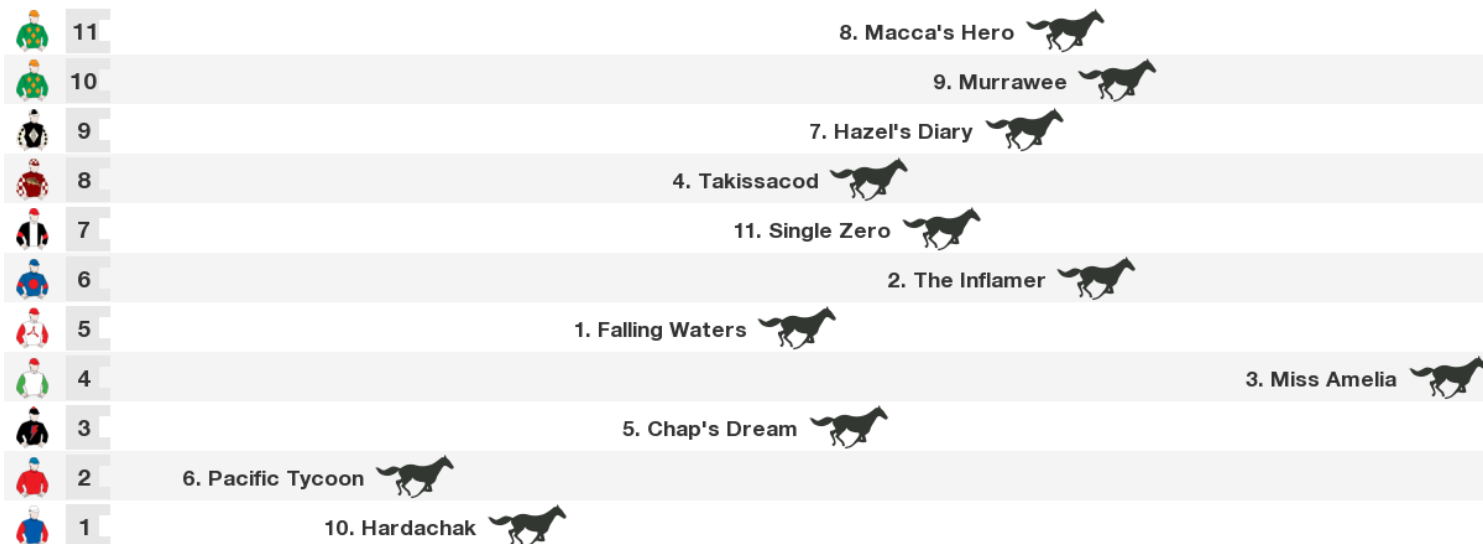 11 8. Macca's Hero
10 9. Murrawee
9 7. Hazel's Diary
8 4. Takissacod
7 11. Single Zero
6 2. The Inflamer
5 1. Falling Waters
4 3. Miss Amelia
3 5. Chap's Dream
2 6. Pacific Tycoon
1 10. Hardachak